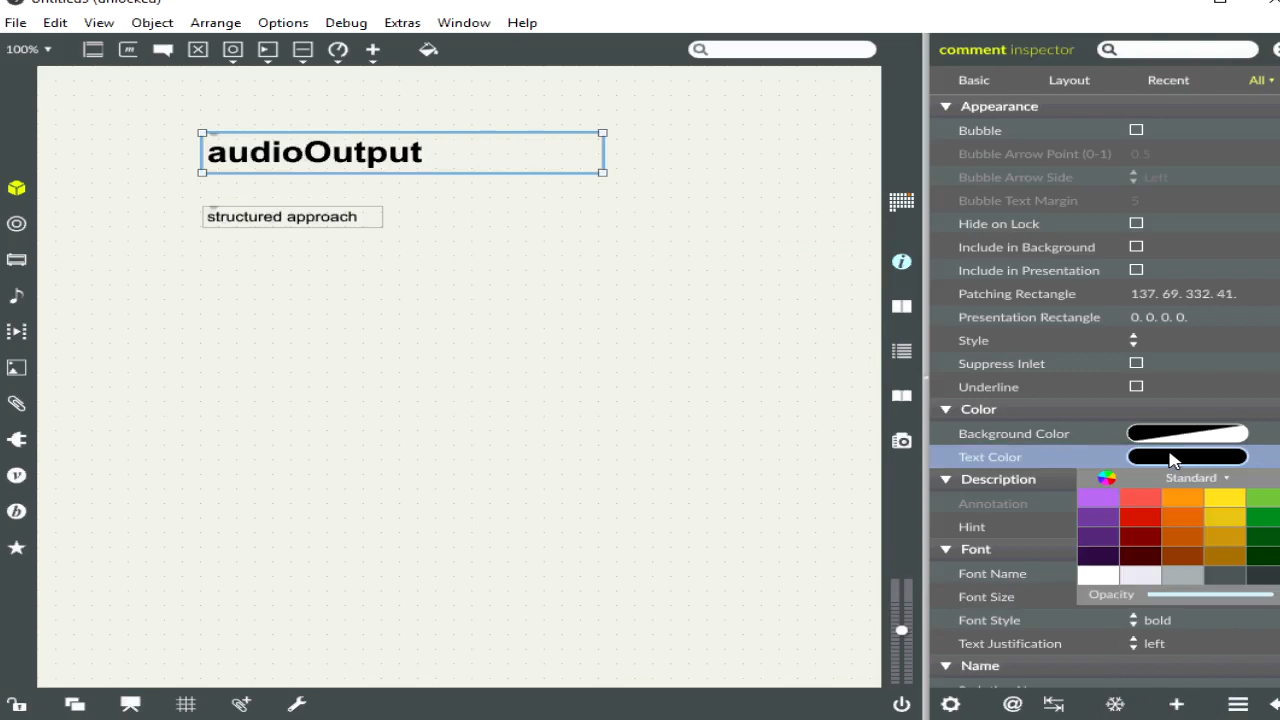 Untitled6 (unlocked)
File Edit View Object Arrange Options Debug Extras Window Help
100%
comment inspector
Basic Layout Recent All
Appearance
audioOutput
structured approach
Bubble
Bubble Arrow Point (0-1) 0.5
Bubble Arrow Side Left
Bubble Text Margin 5
Hide on Lock
Include in Background
Include in Presentation
Patching Rectangle 137. 69. 332. 41.
Presentation Rectangle 0. 0. 0. 0.
Style
Suppress Inlet
Underline
Color
Background Color
Text Color
Description Standard
Annotation
Hint
Font
Font Name
Opacity
Font Size
Font Style bold
Text Justification left
Name